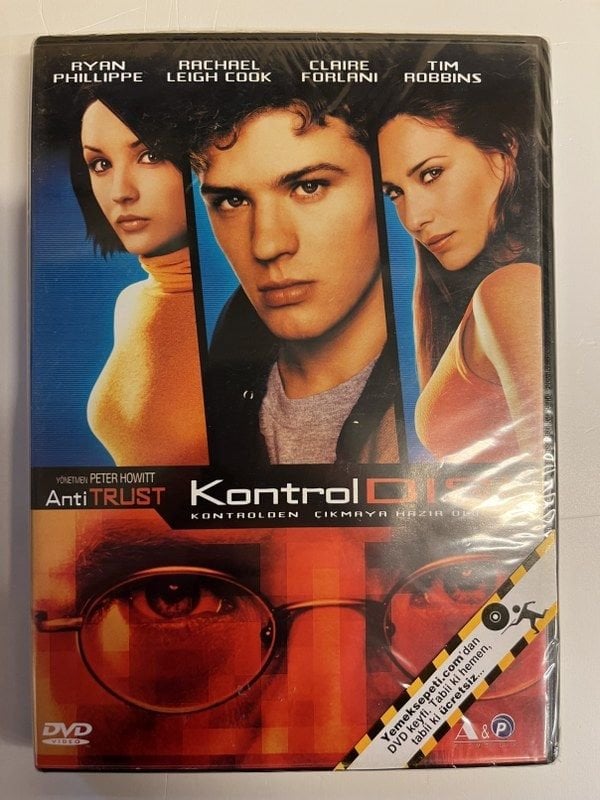 RYAN PHILLIPPE
RACHAEL LEIGH COOK
CLAIRE FORLANI
TIM ROBBINS
YÖNETMEN PETER HOWITT
AntiTRUST
Kontrol
KONTROLDEN ÇIKMAYA HAZIR
Yemeksepeti.com'dan
DVD keyfi. Tabii ki hemen,
tabii ki ücretsiz...
DVD
VIDEO
A & P